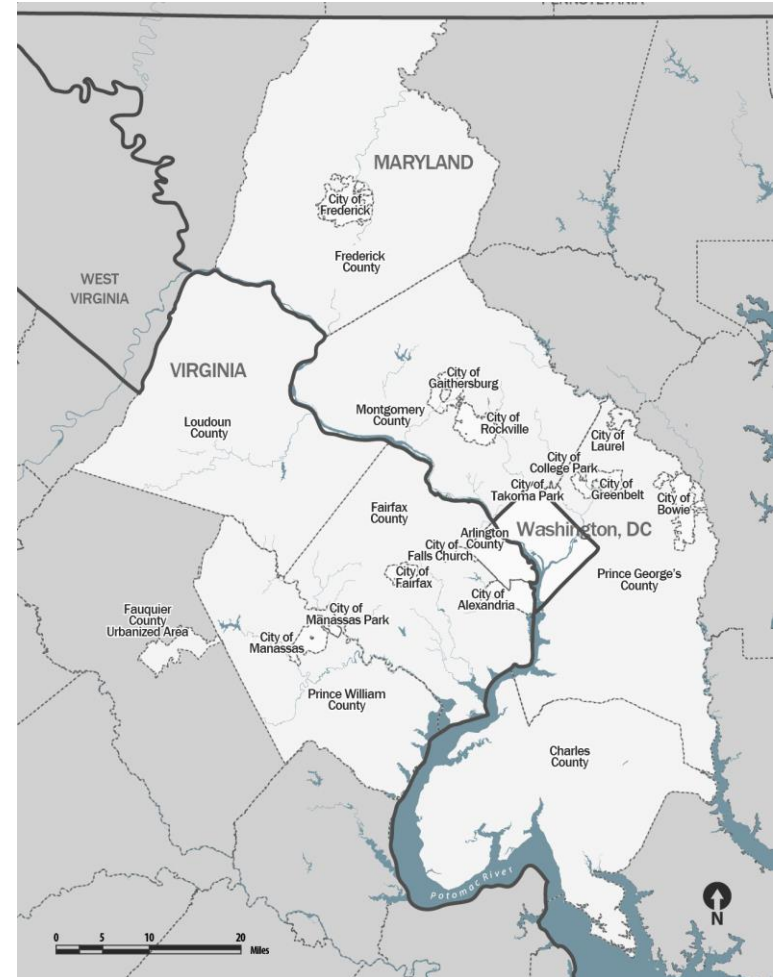 PENNSYLVANIA
MARYLAND
City of
Frederick
Frederick
County
WEST
VIRGINIA
VIRGINIA
Loudoun
County
City of
Gaithersburg
Montgomery
County
City of
Rockville
City of
Laurel
City of
College Park
City of
Takoma Park
City of
Greenbelt
City of
Bowie
Fairfax
County
Arlington
County
Washington, DC
City of
Falls Church
City of
Fairfax
Prince George's
County
City of
Alexandria
Fauquier
County
Urbanized Area
City of
Manassas Park
City of
Manassas
Prince William
County
Charles
County
Potomac River
N
0 5 10 20
Miles